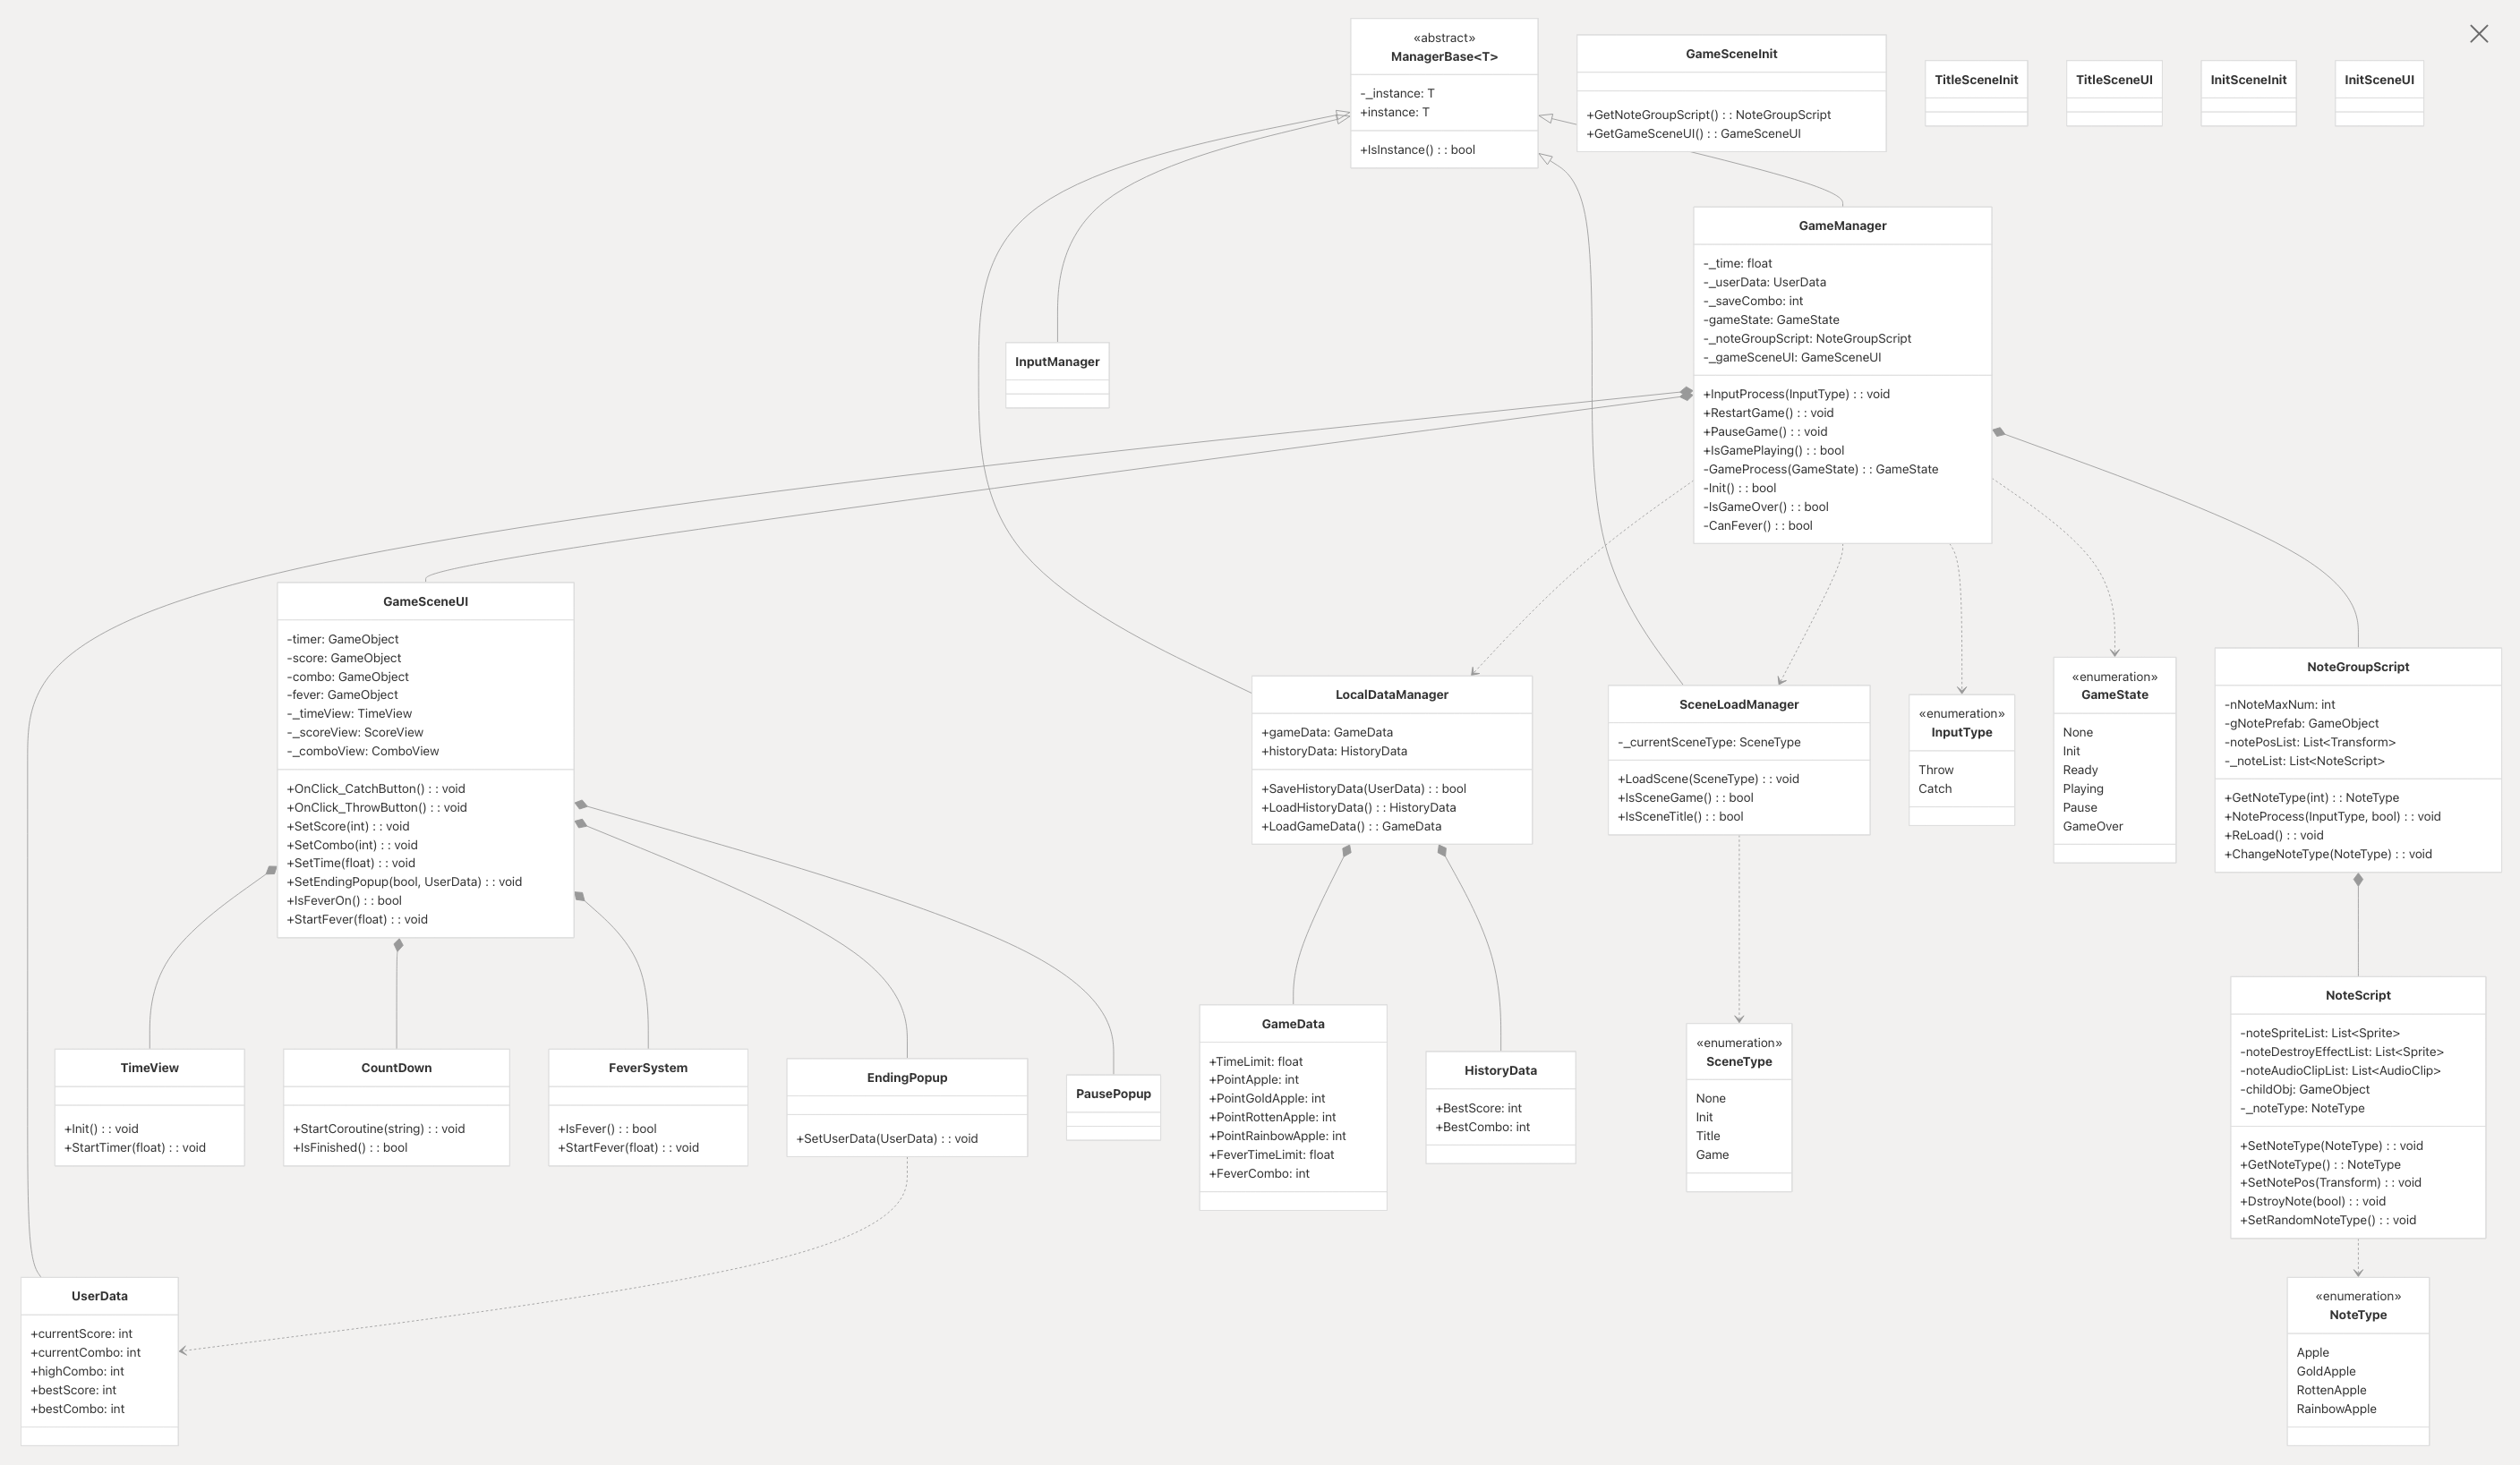 «abstract»
ManagerBase<T>
-_instance: T
+instance: T
+IsInstance() : : bool
GameSceneInit
+GetNoteGroupScript() : : NoteGroupScript
+GetGameSceneUI() : : GameSceneUI
TitleSceneInit
TitleSceneUI
InitSceneInit
InitSceneUI
GameManager
-_time: float
-_userData: UserData
-_saveCombo: int
-gameState: GameState
-_noteGroupScript: NoteGroupScript
-_gameSceneUI: GameSceneUI
+InputProcess(InputType) : : void
+RestartGame() : : void
+PauseGame() : : void
+IsGamePlaying() : : bool
-GameProcess(GameState) : : GameState
-Init() : : bool
-IsGameOver() : : bool
-CanFever() : : bool
InputManager
GameSceneUI
-timer: GameObject
-score: GameObject
-combo: GameObject
-fever: GameObject
-_timeView: TimeView
-_scoreView: ScoreView
-_comboView: ComboView
+OnClick_CatchButton() : : void
+OnClick_ThrowButton() : : void
+SetScore(int) : : void
+SetCombo(int) : : void
+SetTime(float) : : void
+SetEndingPopup(bool, UserData) : : void
+IsFeverOn() : : bool
+StartFever(float) : : void
LocalDataManager
+gameData: GameData
+historyData: HistoryData
+SaveHistoryData(UserData) : : bool
+LoadHistoryData() : : HistoryData
+LoadGameData() : : GameData
SceneLoadManager
-_currentSceneType: SceneType
+LoadScene(SceneType) : : void
+IsSceneGame() : : bool
+IsSceneTitle() : : bool
«enumeration»
InputType
Throw
Catch
«enumeration»
GameState
None
Init
Ready
Playing
Pause
GameOver
NoteGroupScript
-nNoteMaxNum: int
-gNotePrefab: GameObject
-notePosList: List<Transform>
-_noteList: List<NoteScript>
+GetNoteType(int) : : NoteType
+NoteProcess(InputType, bool) : : void
+ReLoad() : : void
+ChangeNoteType(NoteType) : : void
TimeView
+Init() : : void
+StartTimer(float) : : void
CountDown
+StartCoroutine(string) : : void
+IsFinished() : : bool
FeverSystem
+IsFever() : : bool
+StartFever(float) : : void
EndingPopup
+SetUserData(UserData) : : void
PausePopup
GameData
+TimeLimit: float
+PointApple: int
+PointGoldApple: int
+PointRottenApple: int
+PointRainbowApple: int
+FeverTimeLimit: float
+FeverCombo: int
HistoryData
+BestScore: int
+BestCombo: int
«enumeration»
SceneType
None
Init
Title
Game
NoteScript
-noteSpriteList: List<Sprite>
-noteDestroyEffectList: List<Sprite>
-noteAudioClipList: List<AudioClip>
-childObj: GameObject
-_noteType: NoteType
+SetNoteType(NoteType) : : void
+GetNoteType() : : NoteType
+SetNotePos(Transform) : : void
+DstroyNote(bool) : : void
+SetRandomNoteType() : : void
UserData
+currentScore: int
+currentCombo: int
+highCombo: int
+bestScore: int
+bestCombo: int
«enumeration»
NoteType
Apple
GoldApple
RottenApple
RainbowApple